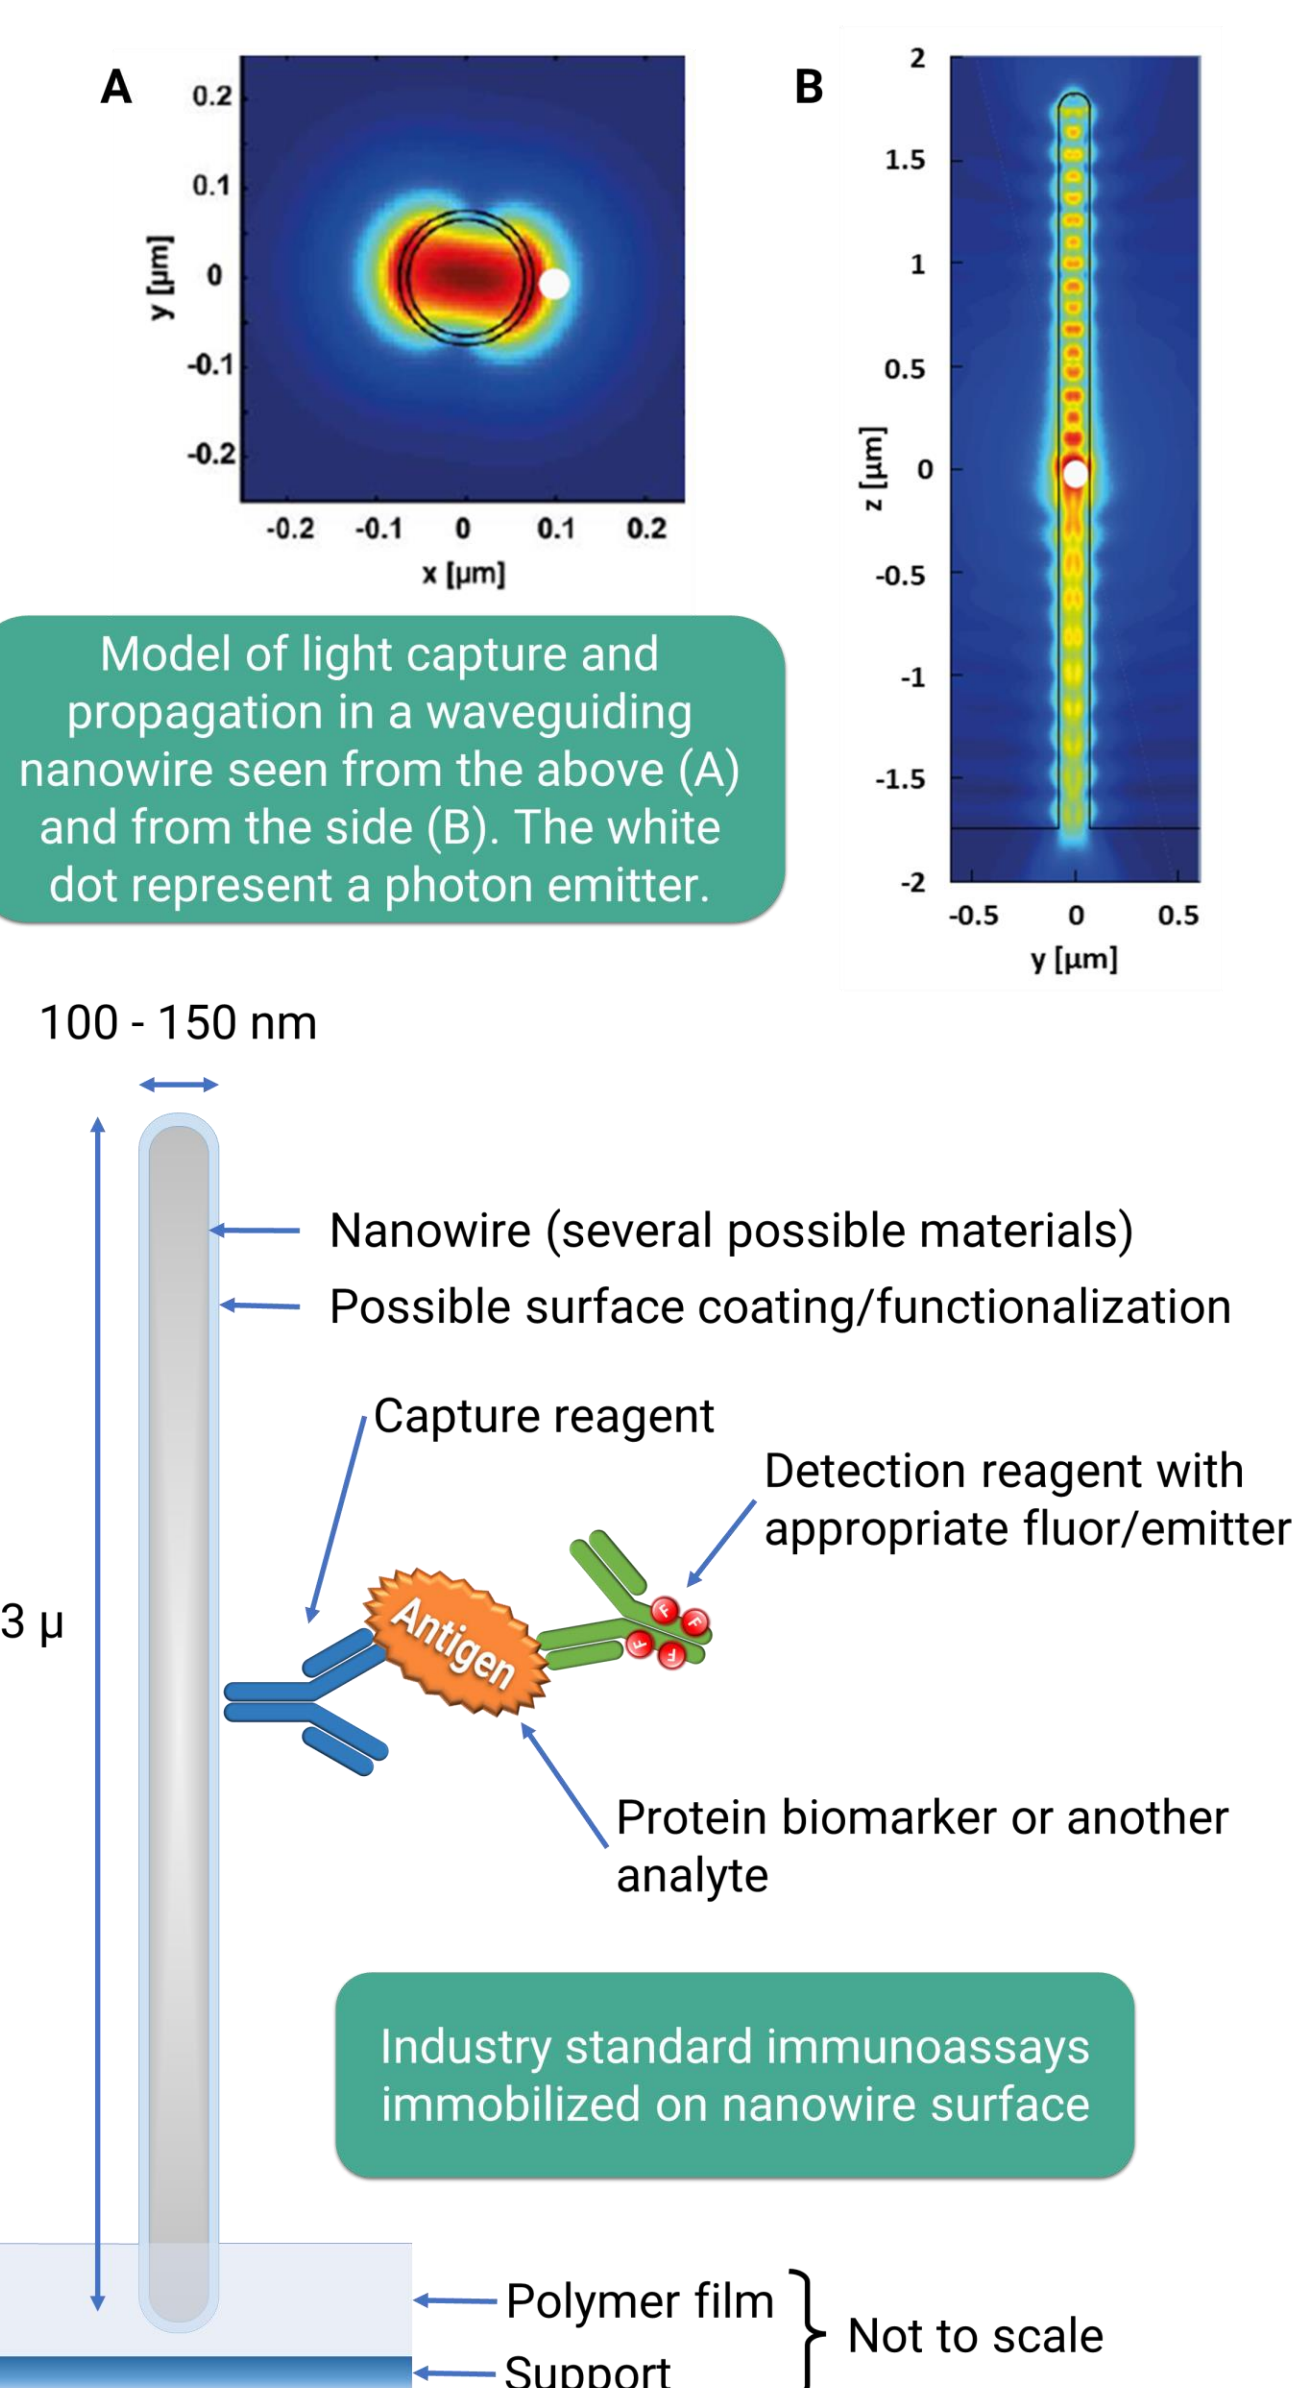 A
0.2
0.1
0
-0.1
-0.2
y [µm]
-0.2 -0.1 0 0.1 0.2
x [µm]
B
2
1.5
1
0.5
0
-0.5
-1
-1.5
-2
z [µm]
-0.5 0 0.5
y [µm]
Model of light capture and
propagation in a waveguiding
nanowire seen from the above (A)
and from the side (B). The white
dot represent a photon emitter.
100 - 150 nm
Nanowire (several possible materials)
Possible surface coating/functionalization
Capture reagent
Detection reagent with
appropriate fluor/emitter
3 µ
Antigen
F
F
F
F
Protein biomarker or another
analyte
Industry standard immunoassays
immobilized on nanowire surface
Polymer film
Not to scale
Support